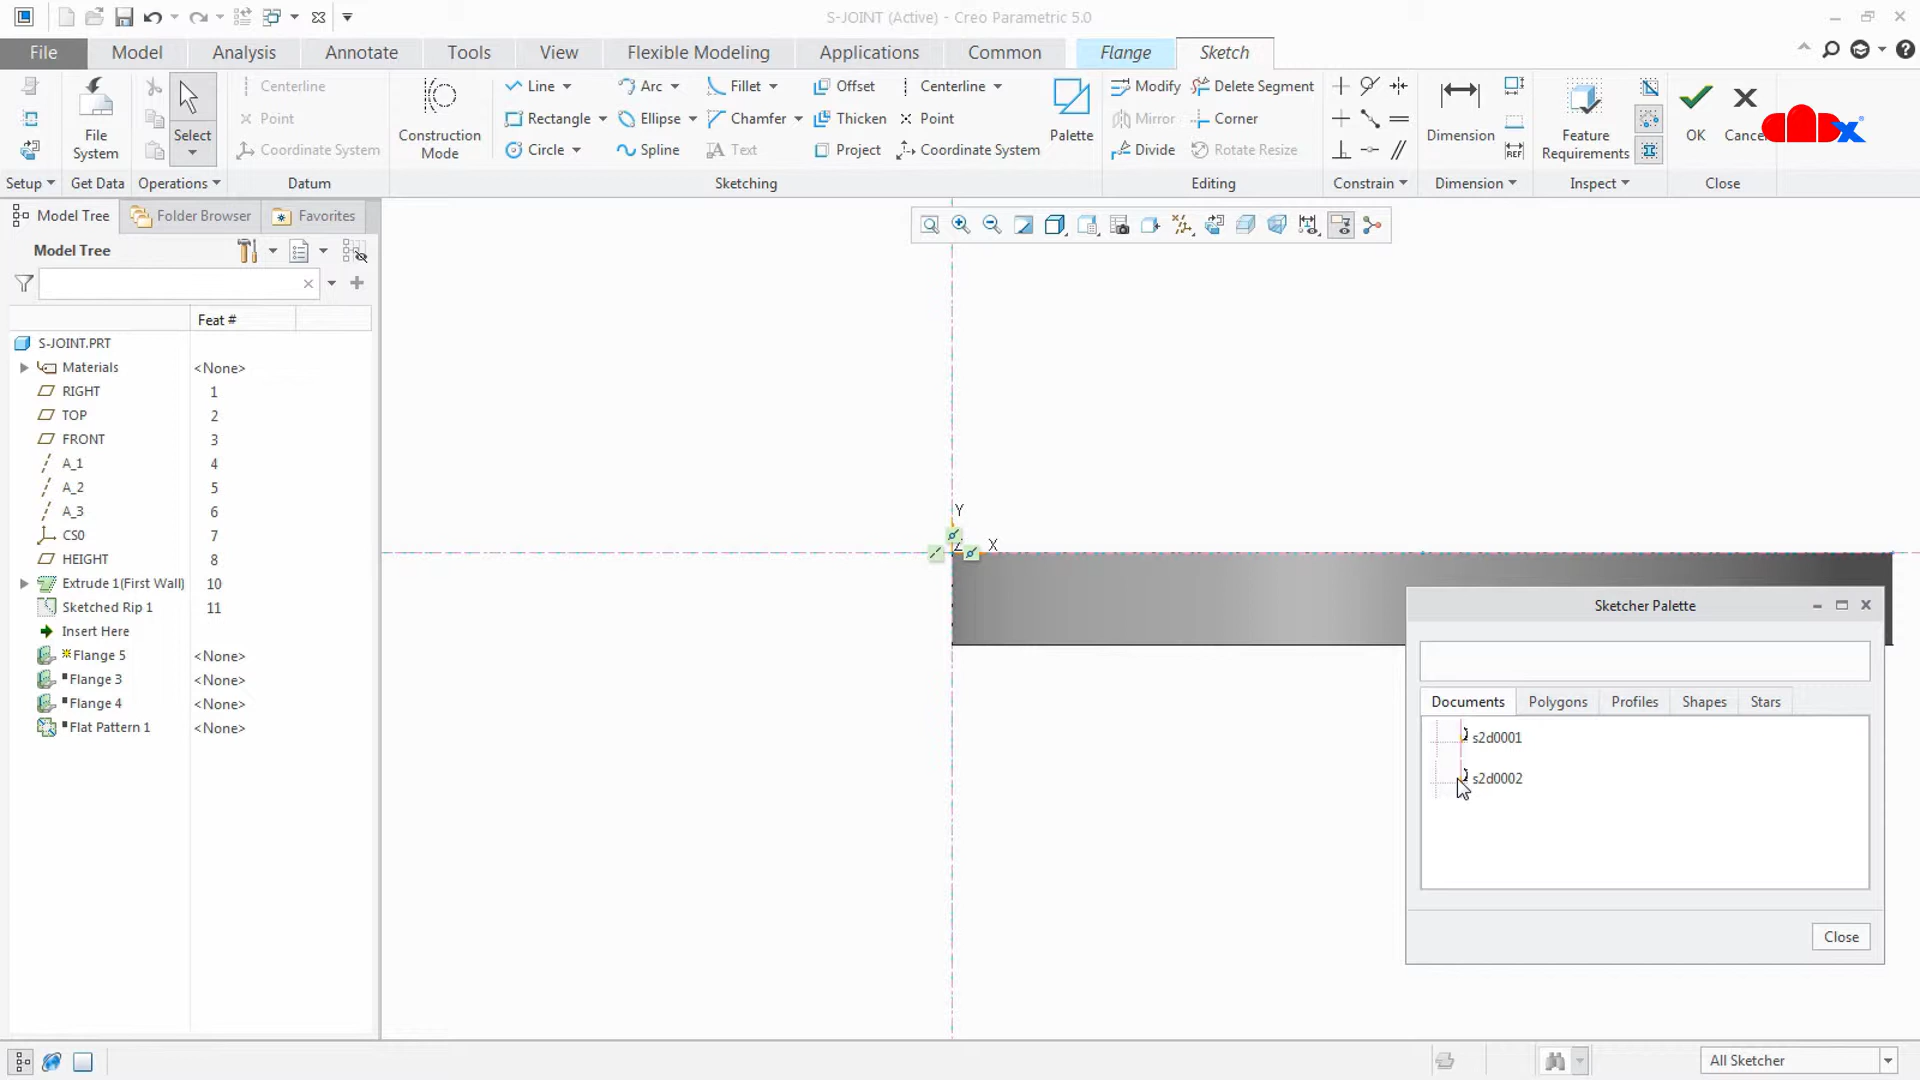 S-JOINT (Active) - Creo Parametric 5.0
File Model Analysis Annotate Tools View Flexible Modeling Applications Common Flange Sketch
File System
Select
Centerline
Point
Coordinate System
Construction Mode
Line Arc Fillet Offset Centerline
Rectangle Ellipse Chamfer Thicken Point
Circle Spline Text Project Coordinate System
Palette
Modify Delete Segment
Mirror Corner
Divide Rotate Resize
Dimension
REF
Feature Requirements
OK Cancel
Setup Get Data Operations Datum Sketching Editing Constrain Dimension Inspect Close
Model Tree Folder Browser Favorites
Model Tree
Feat #
S-JOINT.PRT
Materials <None>
RIGHT 1
TOP 2
FRONT 3
A_1 4
A_2 5
A_3 6
CS0 7
HEIGHT 8
Extrude 1(First Wall) 10
Sketched Rip 1 11
Insert Here
Flange 5 <None>
Flange 3 <None>
Flange 4 <None>
Flat Pattern 1 <None>
Y
Z X
Sketcher Palette
Documents Polygons Profiles Shapes Stars
s2d0001
s2d0002
Close
All Sketcher